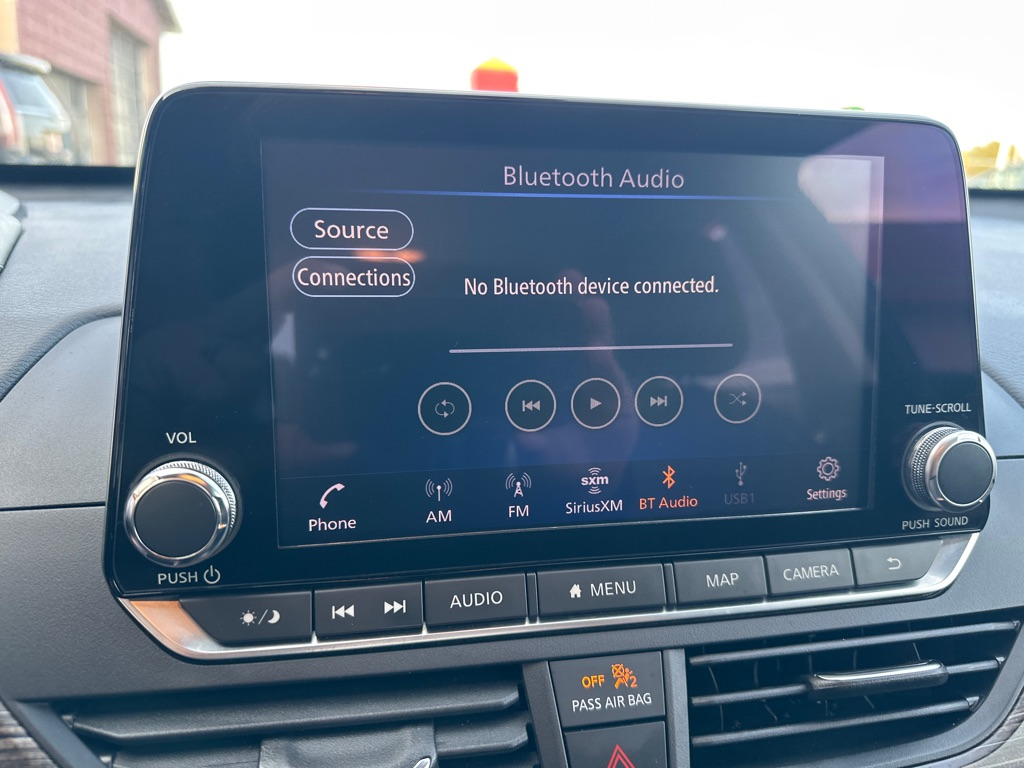 Bluetooth Audio
Source
Connections
No Bluetooth device connected.
VOL
TUNE-SCROLL
Phone
AM
FM
sxm
SiriusXM
BT Audio
USB1
Settings
PUSH
PUSH SOUND
AUDIO
MENU
MAP
CAMERA
OFF 2
PASS AIR BAG